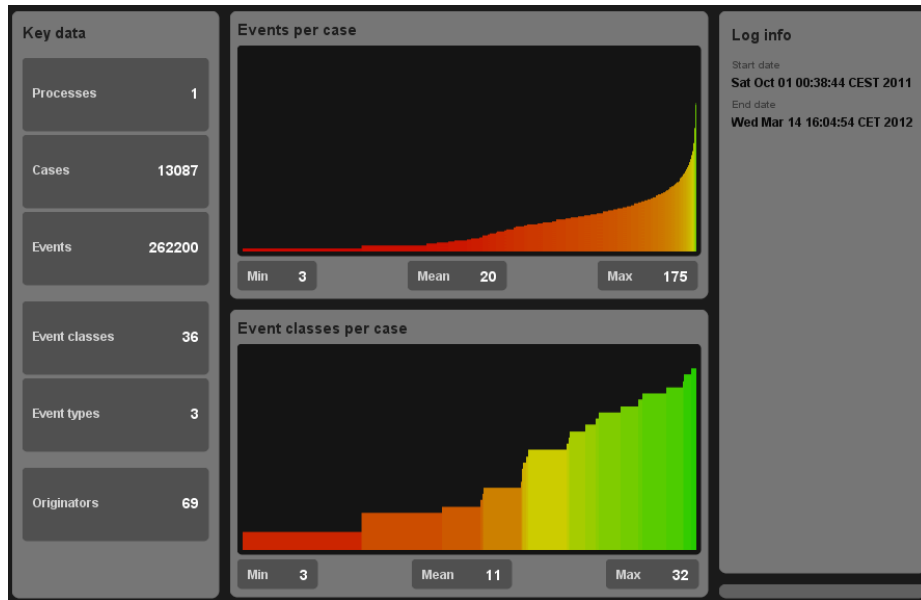 Key data
Processes 1
Cases 13087
Events 262200
Event classes 36
Event types 3
Originators 69
Events per case
Min 3 Mean 20 Max 175
Event classes per case
Min 3 Mean 11 Max 32
Log info
Start date
Sat Oct 01 00:38:44 CEST 2011
End date
Wed Mar 14 16:04:54 CET 2012